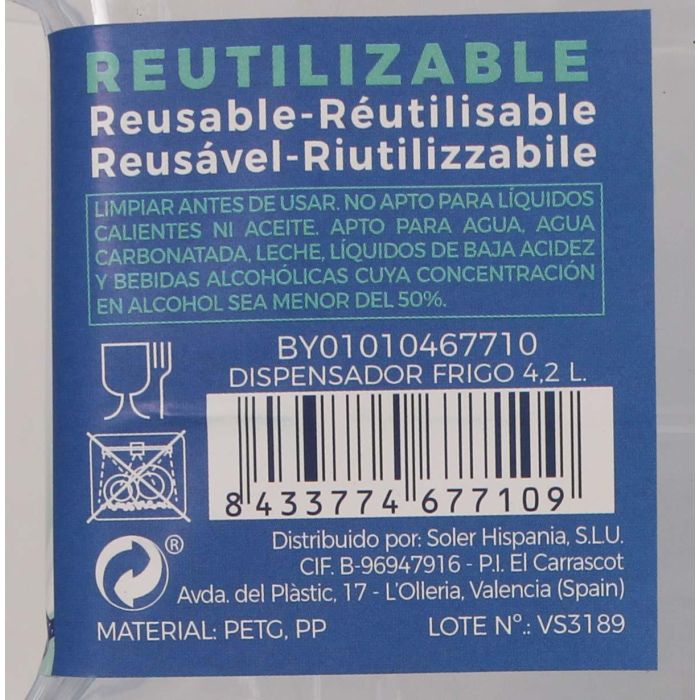 REUTILIZABLE
Reusable-Réutilisable
Reusável-Riutilizzabile
LIMPIAR ANTES DE USAR. NO APTO PARA LÍQUIDOS
CALIENTES NI ACEITE. APTO PARA AGUA, AGUA
CARBONATADA, LECHE, LÍQUIDOS DE BAJA ACIDEZ
Y BEBIDAS ALCOHÓLICAS CUYA CONCENTRACIÓN
EN ALCOHOL SEA MENOR DEL 50%.
BY01010467710
DISPENSADOR FRIGO 4,2 L.
8 433774 677109
Distribuido por: Soler Hispania, S.L.U.
CIF. B-96947916 - P.I. El Carrascot
Avda. del Plàstic, 17 - L'Olleria, Valencia (Spain)
®
MATERIAL: PETG, PP
LOTE Nº.: VS3189